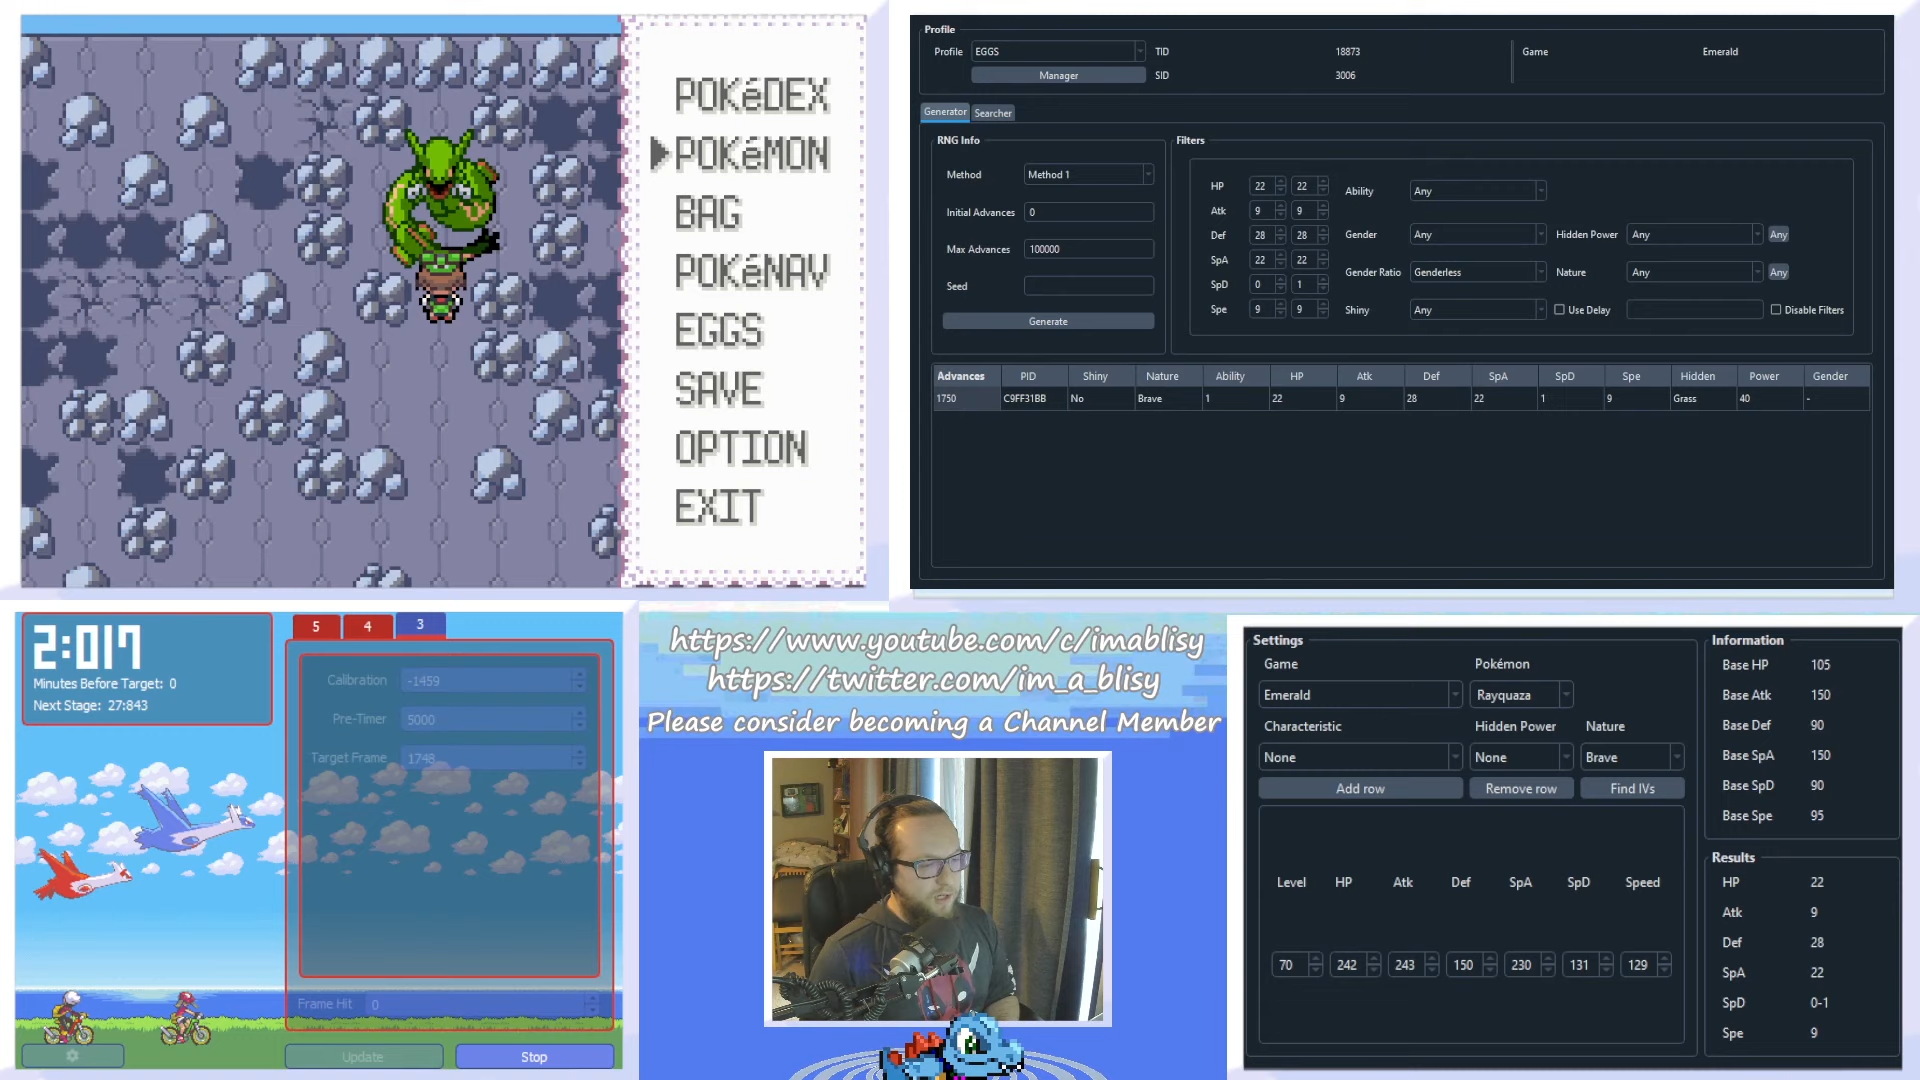 POKéDEX
POKéMON
BAG
POKéNAV
EGGS
SAVE
OPTION
EXIT
Profile
Profile EGGS TID 18873 Game Emerald
Manager SID 3006
Generator Searcher
RNG Info
Method Method 1
Initial Advances 0
Max Advances 100000
Seed
Generate
Filters
HP 22 22
Atk 9 9
Def 28 28
SpA 22 22
SpD 0 1
Spe 9 9
Ability Any
Gender Any Hidden Power Any Any
Gender Ratio Genderless Nature Any Any
Shiny Any Use Delay Disable Filters
Advances PID Shiny Nature Ability HP Atk Def SpA SpD Spe Hidden Power Gender
1750 C9FF31BB No Brave 1 22 9 28 22 1 9 Grass 40 -
2:017
Minutes Before Target: 0
Next Stage: 27:843
5 4 3
Calibration -1459
Pre-Timer 5000
Target Frame 1748
Frame Hit 0
Update Stop
https://www.youtube.com/c/imablisy
https://twitter.com/im_a_blisy
Please consider becoming a Channel Member
Settings
Game Pokémon
Emerald Rayquaza
Characteristic Hidden Power Nature
None None Brave
Add row Remove row Find IVs
Level HP Atk Def SpA SpD Speed
70 242 243 150 230 131 129
Information
Base HP 105
Base Atk 150
Base Def 90
Base SpA 150
Base SpD 90
Base Spe 95
Results
HP 22
Atk 9
Def 28
SpA 22
SpD 0-1
Spe 9